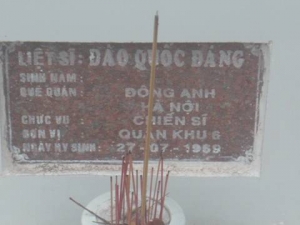 LIỆT SĨ: ĐÀO QUỐC ĐẢNG
SINH NĂM :
QUÊ QUÁN : ĐÔNG ANH
HÀ NỘI
CHỨC VỤ : CHIẾN SĨ
ĐƠN VỊ : QUÂN KHU 8
NGÀY HY SINH: 27-07-1969